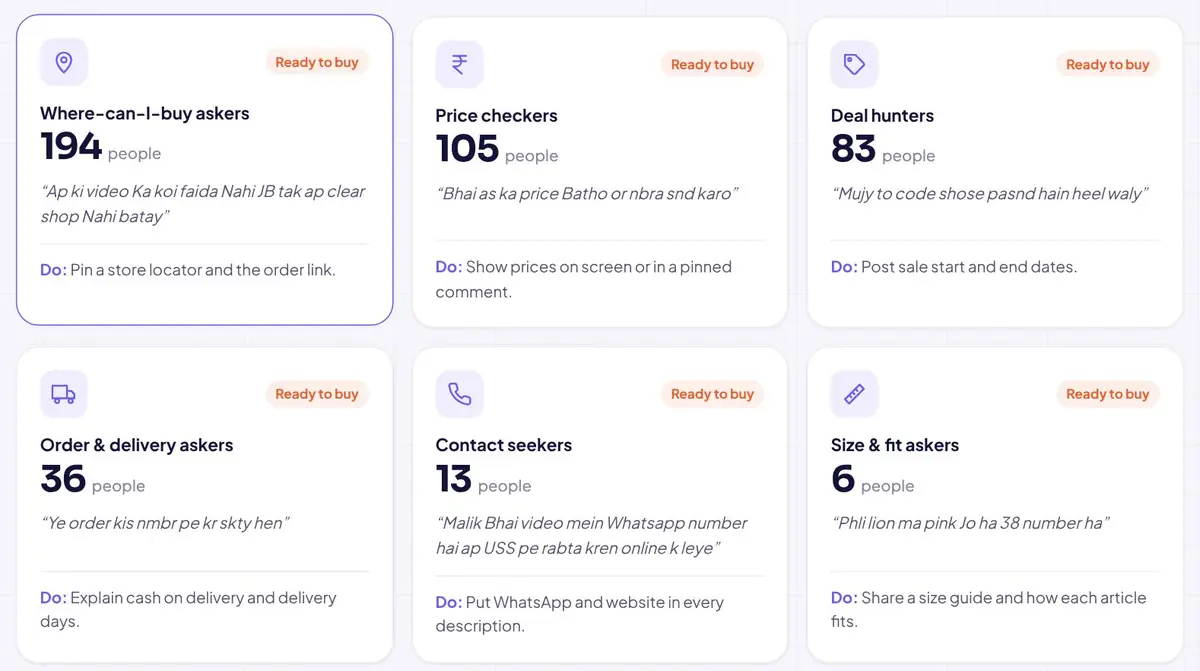 Ready to buy
Where-can-I-buy askers
194 people
“Ap ki video Ka koi faida Nahi JB tak ap clear
shop Nahi batay”
Do: Pin a store locator and the order link.
₹
Ready to buy
Price checkers
105 people
“Bhai as ka price Batho or nbra snd karo”
Do: Show prices on screen or in a pinned
comment.
Ready to buy
Deal hunters
83 people
“Mujy to code shose pasnd hain heel waly”
Do: Post sale start and end dates.
Ready to buy
Order & delivery askers
36 people
“Ye order kis nmbr pe kr skty hen”
Do: Explain cash on delivery and delivery
days.
Ready to buy
Contact seekers
13 people
“Malik Bhai video mein Whatsapp number
hai ap USS pe rabta kren online k leye”
Do: Put WhatsApp and website in every
description.
Ready to buy
Size & fit askers
6 people
“Phli lion ma pink Jo ha 38 number ha”
Do: Share a size guide and how each article
fits.